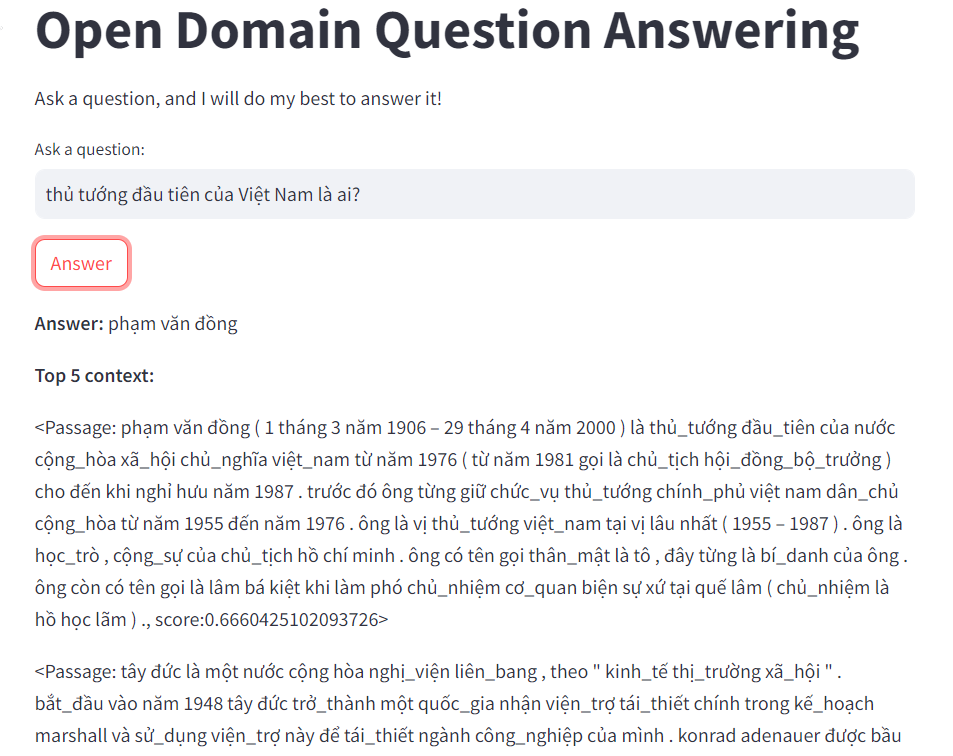 Open Domain Question Answering
Ask a question, and I will do my best to answer it!
Ask a question:
thủ tướng đầu tiên của Việt Nam là ai?
Answer
Answer: phạm văn đồng
Top 5 context:
<Passage: phạm văn đồng ( 1 tháng 3 năm 1906 – 29 tháng 4 năm 2000 ) là thủ_tướng đầu_tiên của nước
cộng_hòa xã_hội chủ_nghĩa việt_nam từ năm 1976 ( từ năm 1981 gọi là chủ_tịch hội_đồng_bộ_trưởng )
cho đến khi nghỉ hưu năm 1987 . trước đó ông từng giữ chức_vụ thủ_tướng chính_phủ việt nam dân_chủ
cộng_hòa từ năm 1955 đến năm 1976 . ông là vị thủ_tướng việt_nam tại vị lâu nhất ( 1955 – 1987 ) . ông là
học_trò , cộng_sự của chủ_tịch hồ chí minh . ông có tên gọi thân_mật là tô , đây từng là bí_danh của ông .
ông còn có tên gọi là lâm bá kiệt khi làm phó chủ_nhiệm cơ_quan biện sự xứ tại quế lâm ( chủ_nhiệm là
hồ học lãm ) ., score:0.6660425102093726>
<Passage: tây đức là một nước cộng hòa nghị_viện liên_bang , theo " kinh_tế thị_trường xã_hội " .
bắt_đầu vào năm 1948 tây đức trở_thành một quốc_gia nhận viện_trợ tái_thiết chính trong kế_hoạch
marshall và sử_dụng viện_trợ này để tái_thiết ngành công_nghiệp của mình . konrad adenauer được bầu